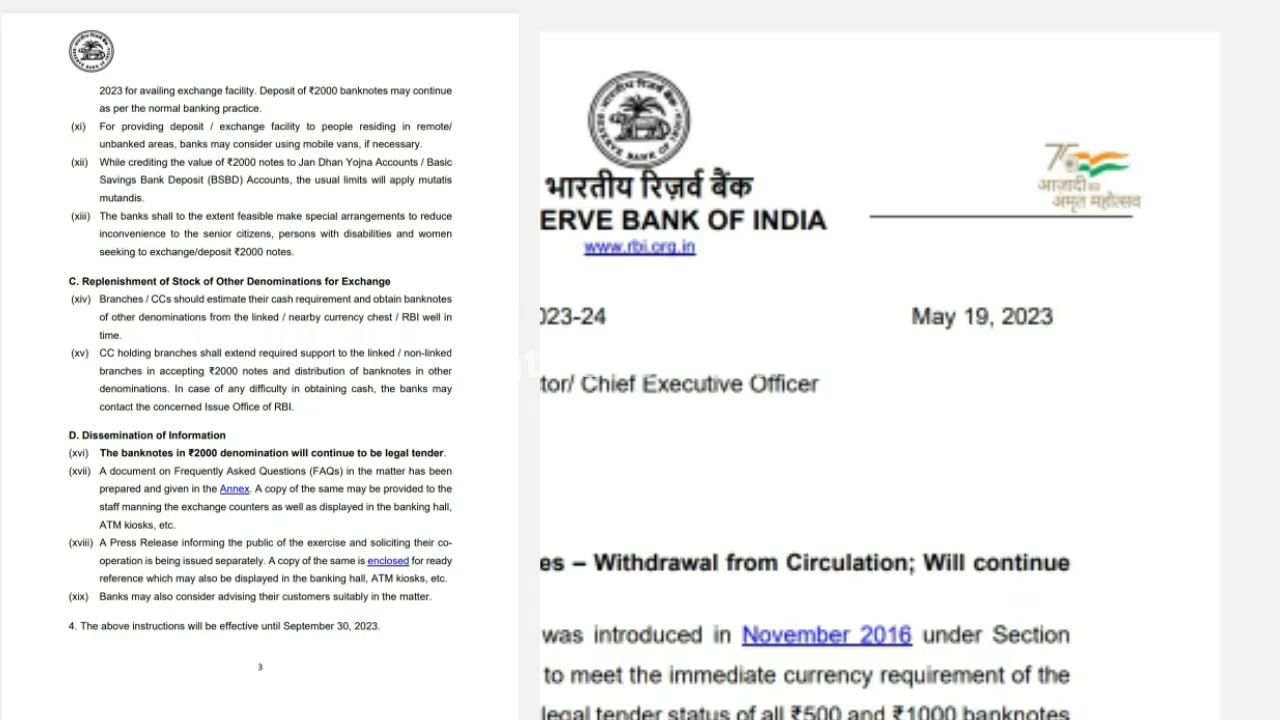 2023 for availing exchange facility. Deposit of ₹2000 banknotes may continue
as per the normal banking practice.
(xi) For providing deposit / exchange facility to people residing in remote/
unbanked areas, banks may consider using mobile vans, if necessary.
(xii) While crediting the value of ₹2000 notes to Jan Dhan Yojna Accounts / Basic
Savings Bank Deposit (BSBD) Accounts, the usual limits will apply mutatis
mutandis.
(xiii) The banks shall to the extent feasible make special arrangements to reduce
inconvenience to the senior citizens, persons with disabilities and women
seeking to exchange/deposit ₹2000 notes.
C. Replenishment of Stock of Other Denominations for Exchange
(xiv) Branches / CCs should estimate their cash requirement and obtain banknotes
of other denominations from the linked / nearby currency chest / RBI well in
time.
(xv) CC holding branches shall extend required support to the linked / non-linked
branches in accepting ₹2000 notes and distribution of banknotes in other
denominations. In case of any difficulty in obtaining cash, the banks may
contact the concerned Issue Office of RBI.
D. Dissemination of Information
(xvi) The banknotes in ₹2000 denomination will continue to be legal tender.
(xvii) A document on Frequently Asked Questions (FAQs) in the matter has been
prepared and given in the Annex. A copy of the same may be provided to the
staff manning the exchange counters as well as displayed in the banking hall,
ATM kiosks, etc.
(xviii) A Press Release informing the public of the exercise and soliciting their co-
operation is being issued separately. A copy of the same is enclosed for ready
reference which may also be displayed in the banking hall, ATM kiosks, etc.
(xix) Banks may also consider advising their customers suitably in the matter.
4. The above instructions will be effective until September 30, 2023.
3
भारतीय रिज़र्व बैंक
RESERVE BANK OF INDIA
75
आज़ादी का
अमृत महोत्सव
भारतीय रिज़र्व बैंक
ERVE BANK OF INDIA
www.rbi.org.in
023-24 May 19, 2023
tor/ Chief Executive Officer
es – Withdrawal from Circulation; Will continue
was introduced in November 2016 under Section
to meet the immediate currency requirement of the
legal tender status of all ₹500 and ₹1000 banknotes